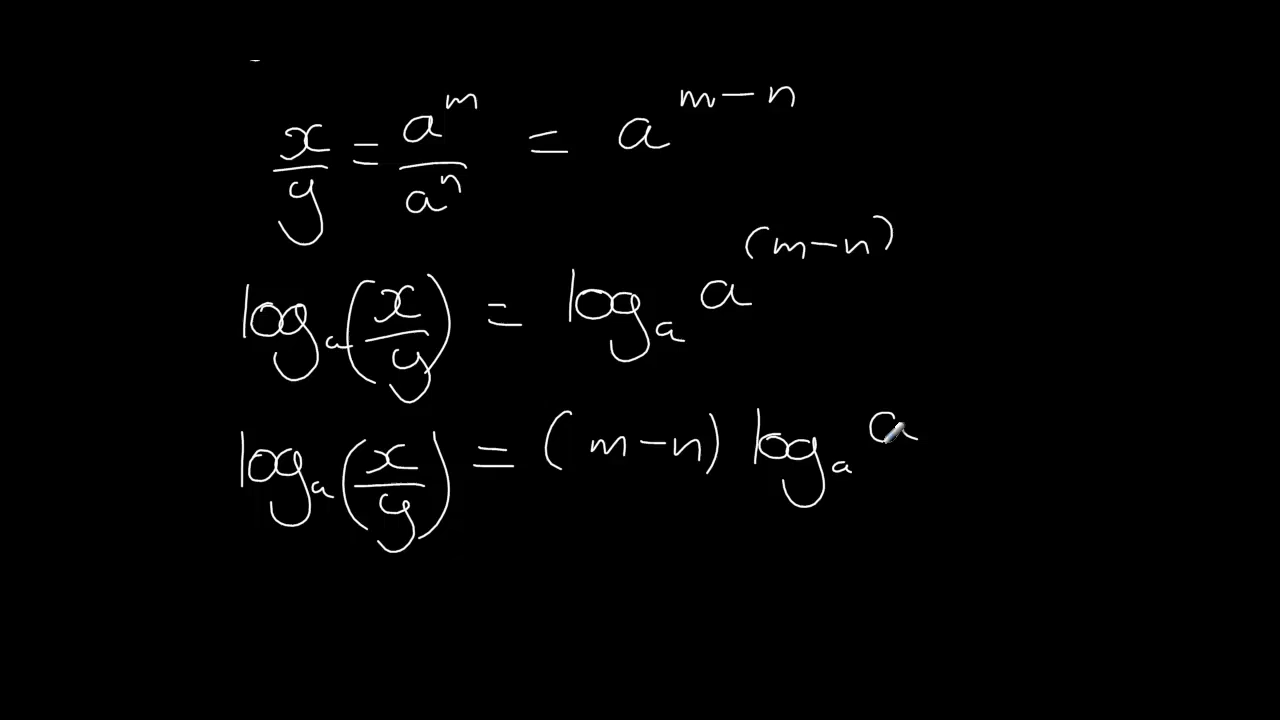 x/y = a^m/a^n = a^(m-n)
log_a(x/y) = log_a a^((m-n))
log_a(x/y) = (m-n) log_a a